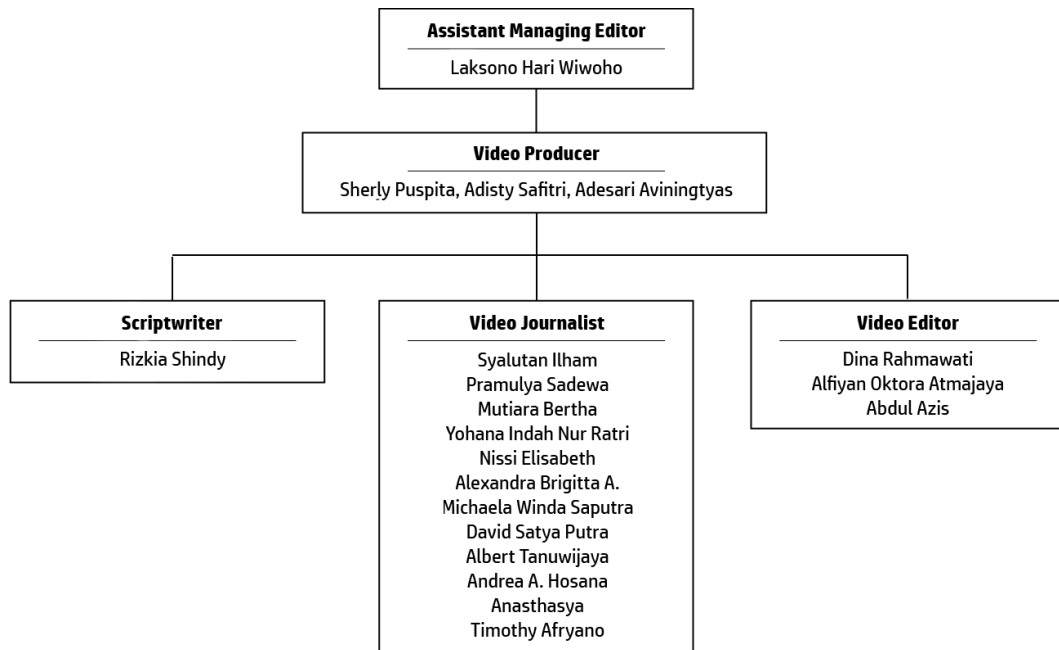 Assistant Managing Editor
Laksono Hari Wiwoho
Video Producer
Sherly Puspita, Adisty Safitri, Adesari Aviningtyas
Scriptwriter
Rizkia Shindy
Video Journalist
Syalutan Ilham
Pramulya Sadewa
Mutiara Bertha
Yohana Indah Nur Ratri
Nissi Elisabeth
Alexandra Brigitta A.
Michaela Winda Saputra
David Satya Putra
Albert Tanuwijaya
Andrea A. Hosana
Anasthasya
Timothy Afryano
Video Editor
Dina Rahmawati
Alfiyan Oktora Atmajaya
Abdul Azis